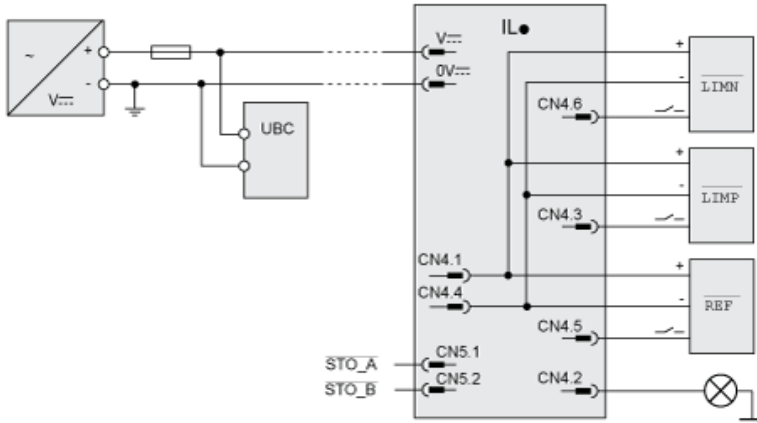 IL●
~
+
-
V⎓
V⎓
0V⎓
UBC
+
-
LIMN
CN4.6
+
-
LIMP
CN4.3
CN4.1
CN4.4
+
-
REF
CN4.5
STO_A
CN5.1
STO_B
CN5.2
CN4.2